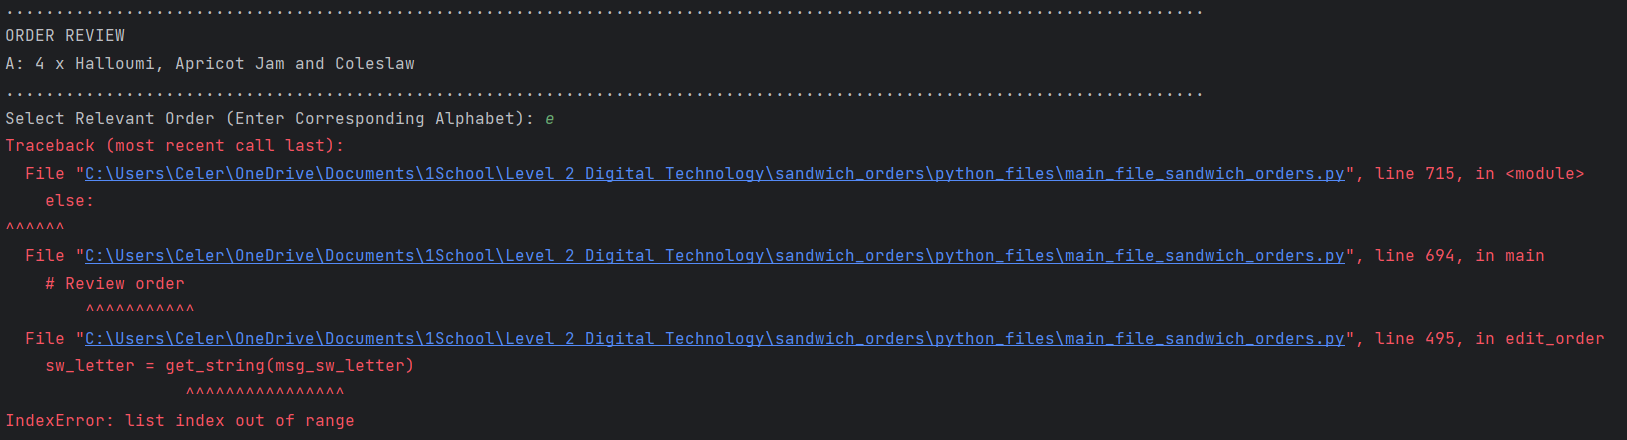 ........................................................................................................................
ORDER REVIEW
A: 4 x Halloumi, Apricot Jam and Coleslaw
........................................................................................................................
Select Relevant Order (Enter Corresponding Alphabet): e
Traceback (most recent call last):
  File "C:\Users\Celer\OneDrive\Documents\1School\Level 2 Digital Technology\sandwich_orders\python_files\main_file_sandwich_orders.py", line 715, in <module>
    else:
^^^^^^
  File "C:\Users\Celer\OneDrive\Documents\1School\Level 2 Digital Technology\sandwich_orders\python_files\main_file_sandwich_orders.py", line 694, in main
    # Review order
        ^^^^^^^^^^^
  File "C:\Users\Celer\OneDrive\Documents\1School\Level 2 Digital Technology\sandwich_orders\python_files\main_file_sandwich_orders.py", line 495, in edit_order
    sw_letter = get_string(msg_sw_letter)
                  ^^^^^^^^^^^^^^^^
IndexError: list index out of range